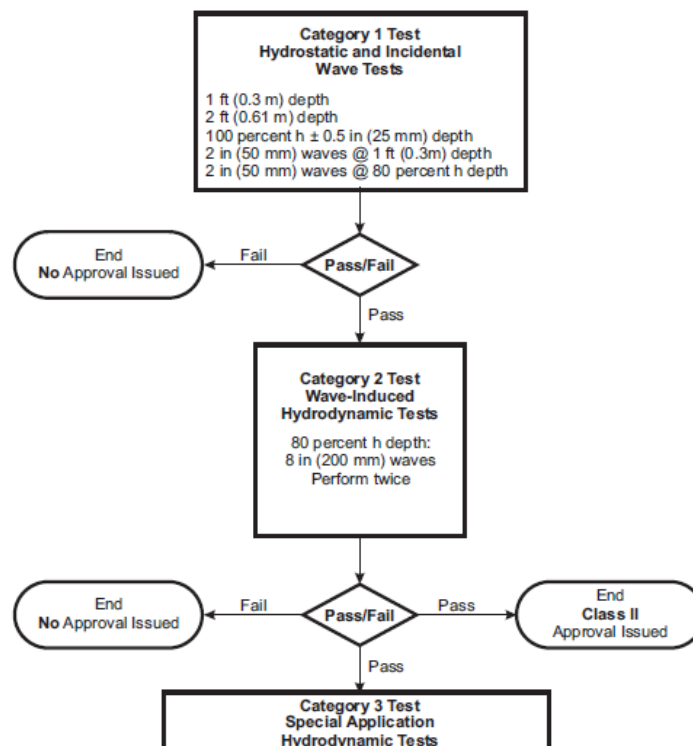 Category 1 Test
Hydrostatic and Incidental
Wave Tests
1 ft (0.3 m) depth
2 ft (0.61 m) depth
100 percent h ± 0.5 in (25 mm) depth
2 in (50 mm) waves @ 1 ft (0.3m) depth
2 in (50 mm) waves @ 80 percent h depth
End
No Approval Issued
Fail
Pass/Fail
Pass
Category 2 Test
Wave-Induced
Hydrodynamic Tests
80 percent h depth:
8 in (200 mm) waves
Perform twice
End
No Approval Issued
Fail
Pass/Fail
Pass
End
Class II
Approval Issued
Pass
Category 3 Test
Special Application
Hydrodynamic Tests